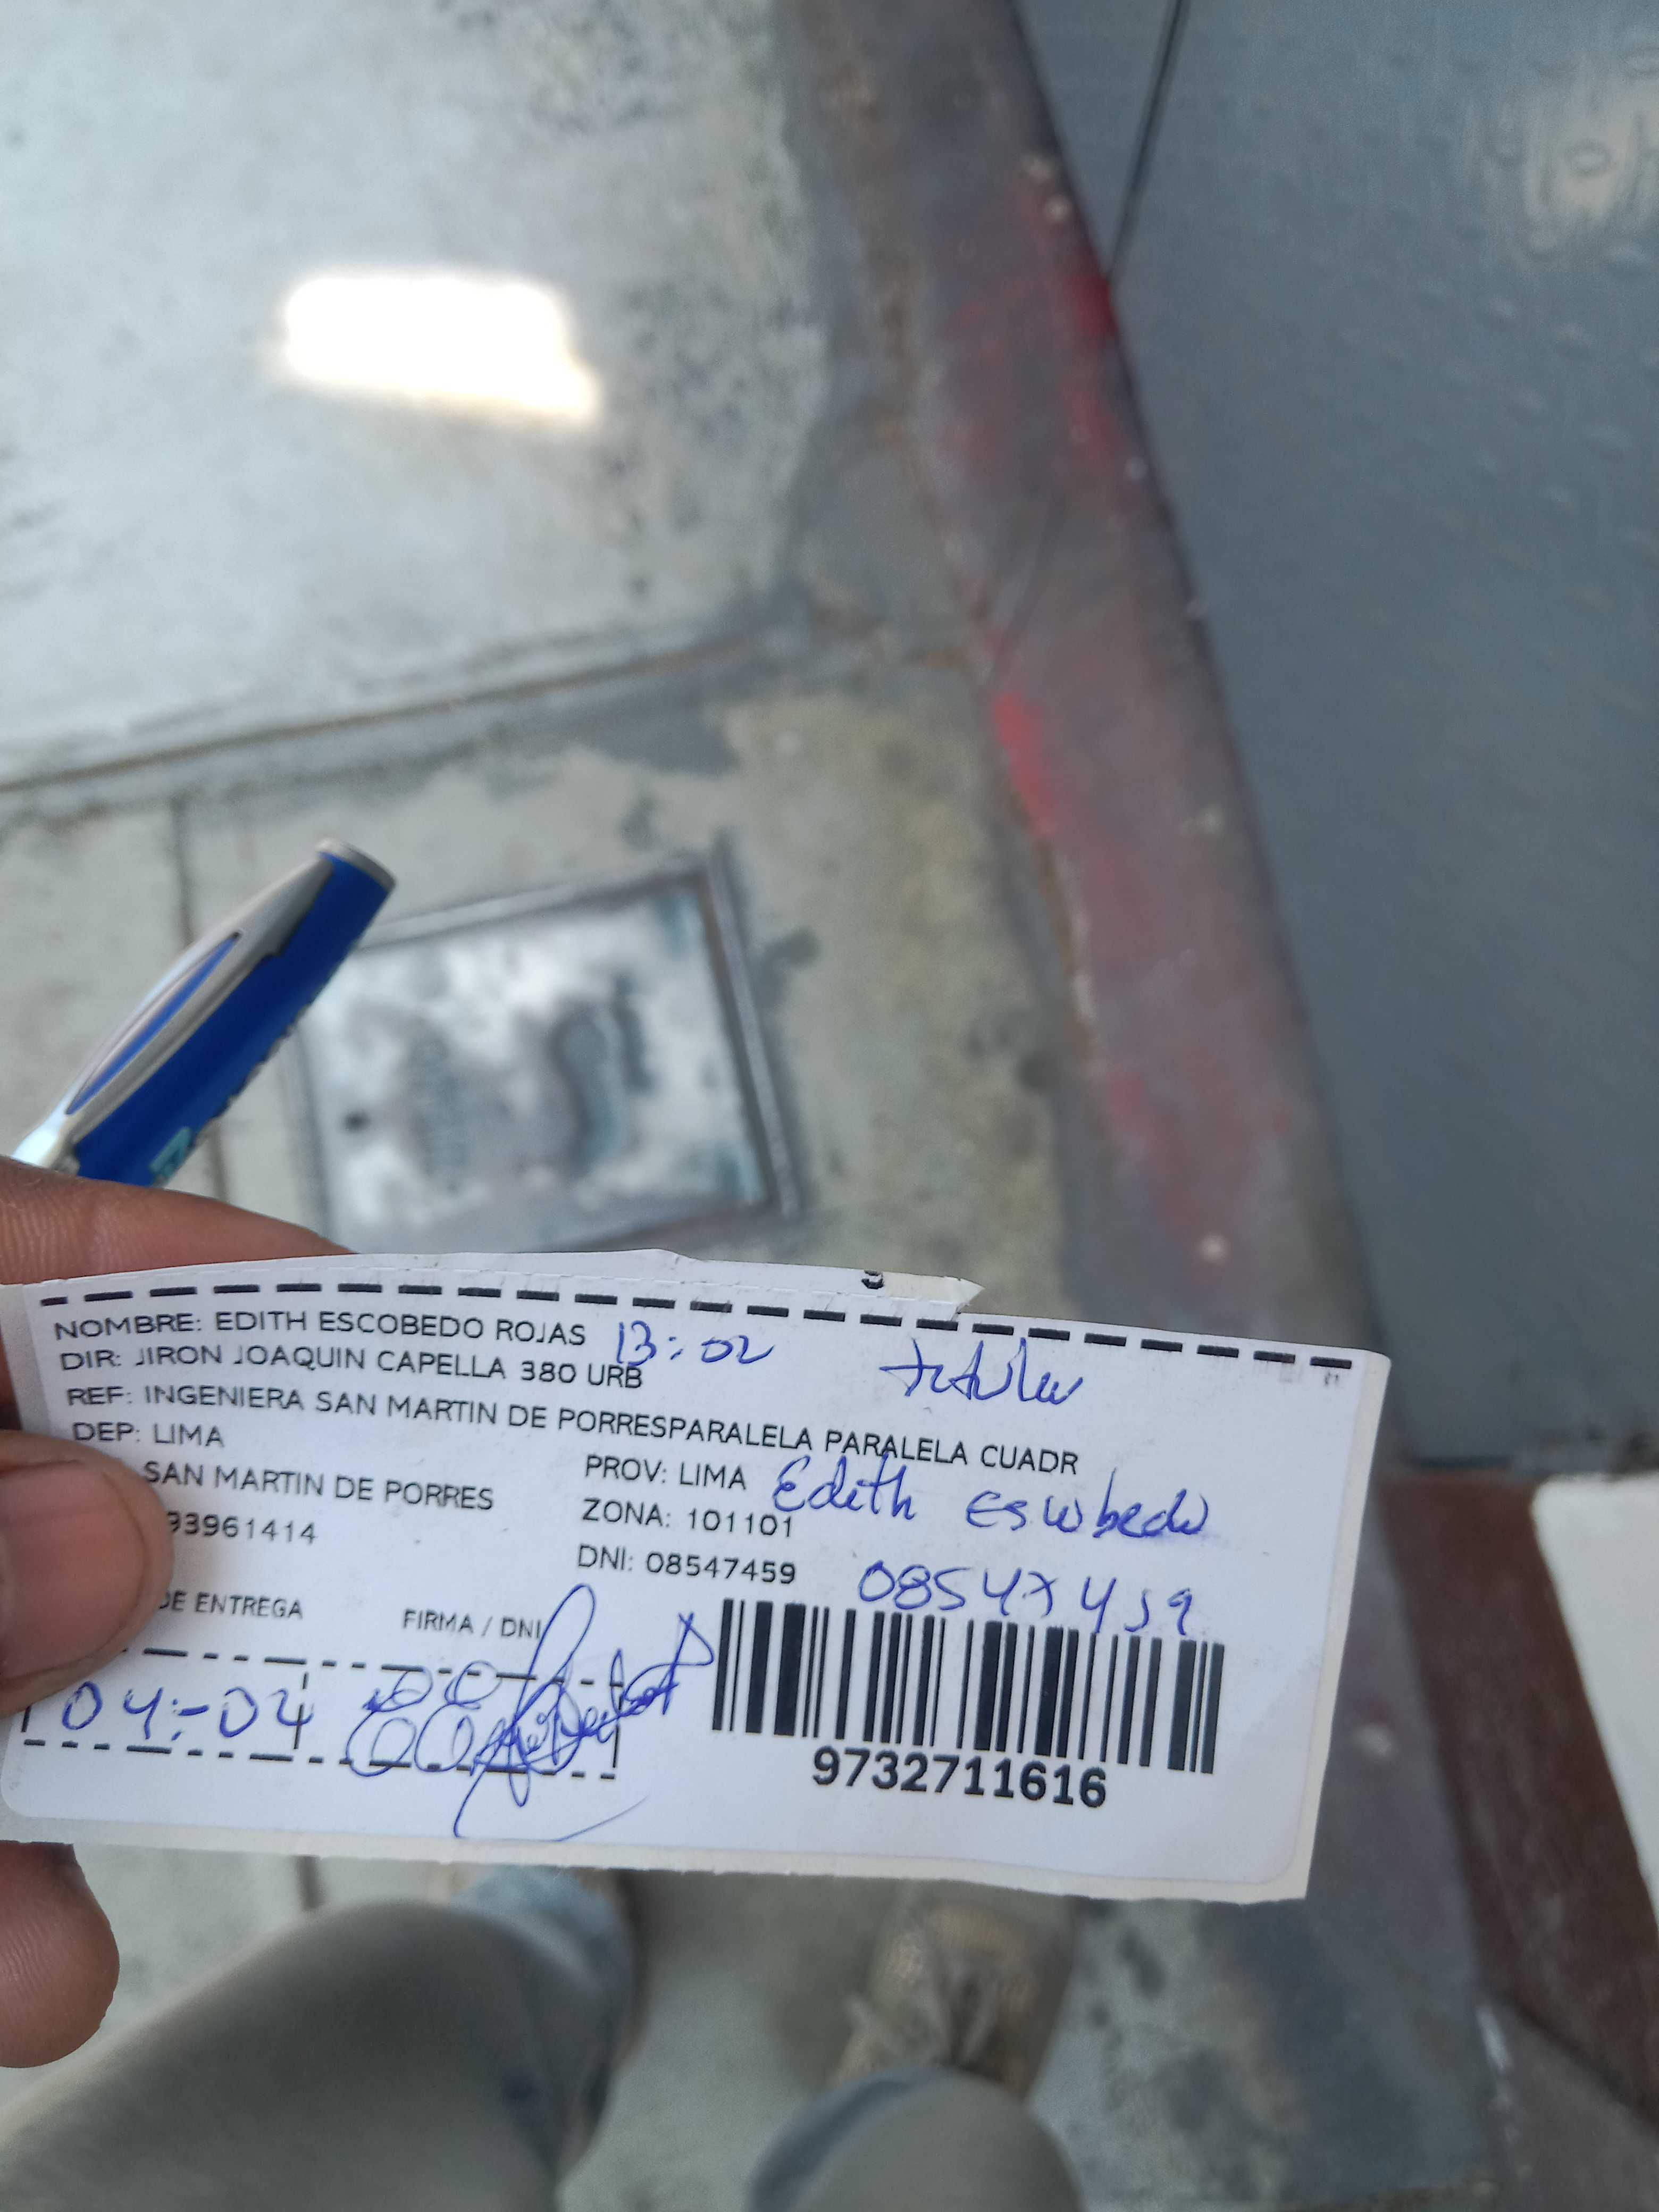 NOMBRE: EDITH ESCOBEDO ROJAS 13:02 titular
DIR: JIRON JOAQUIN CAPELLA 380 URB
REF: INGENIERA SAN MARTIN DE PORRESPARALELA PARALELA CUADR
DEP: LIMA
PROV: LIMA Edith Escobedo
SAN MARTIN DE PORRES
ZONA: 101101
93961414
DNI: 08547459 08547459
DE ENTREGA FIRMA / DNI
04-04
9732711616